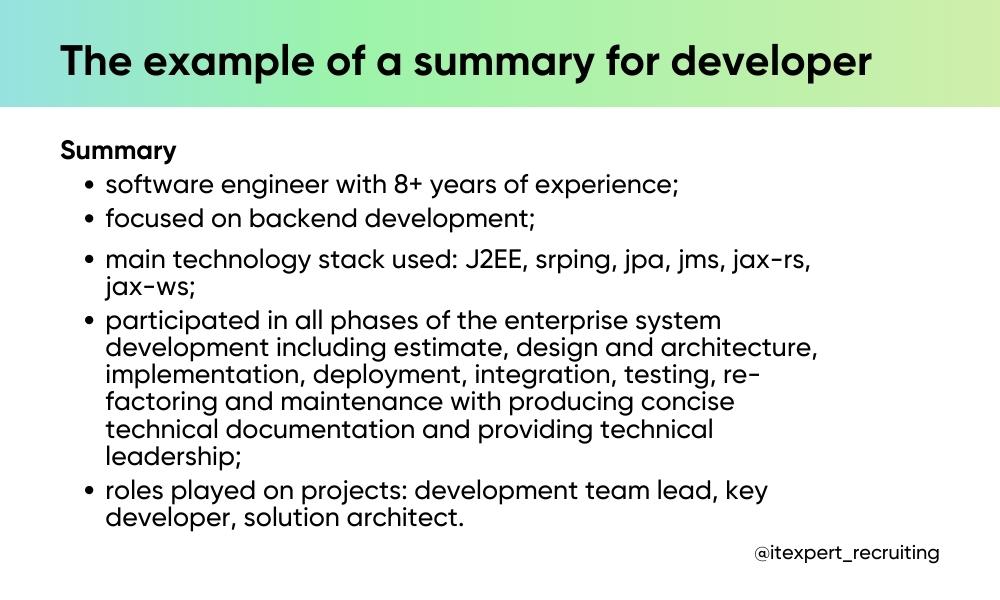 The example of a summary for developer
Summary
• software engineer with 8+ years of experience;
• focused on backend development;
• main technology stack used: J2EE, srping, jpa, jms, jax-rs,
jax-ws;
• participated in all phases of the enterprise system
development including estimate, design and architecture,
implementation, deployment, integration, testing, re-
factoring and maintenance with producing concise
technical documentation and providing technical
leadership;
• roles played on projects: development team lead, key
developer, solution architect.
@itexpert_recruiting